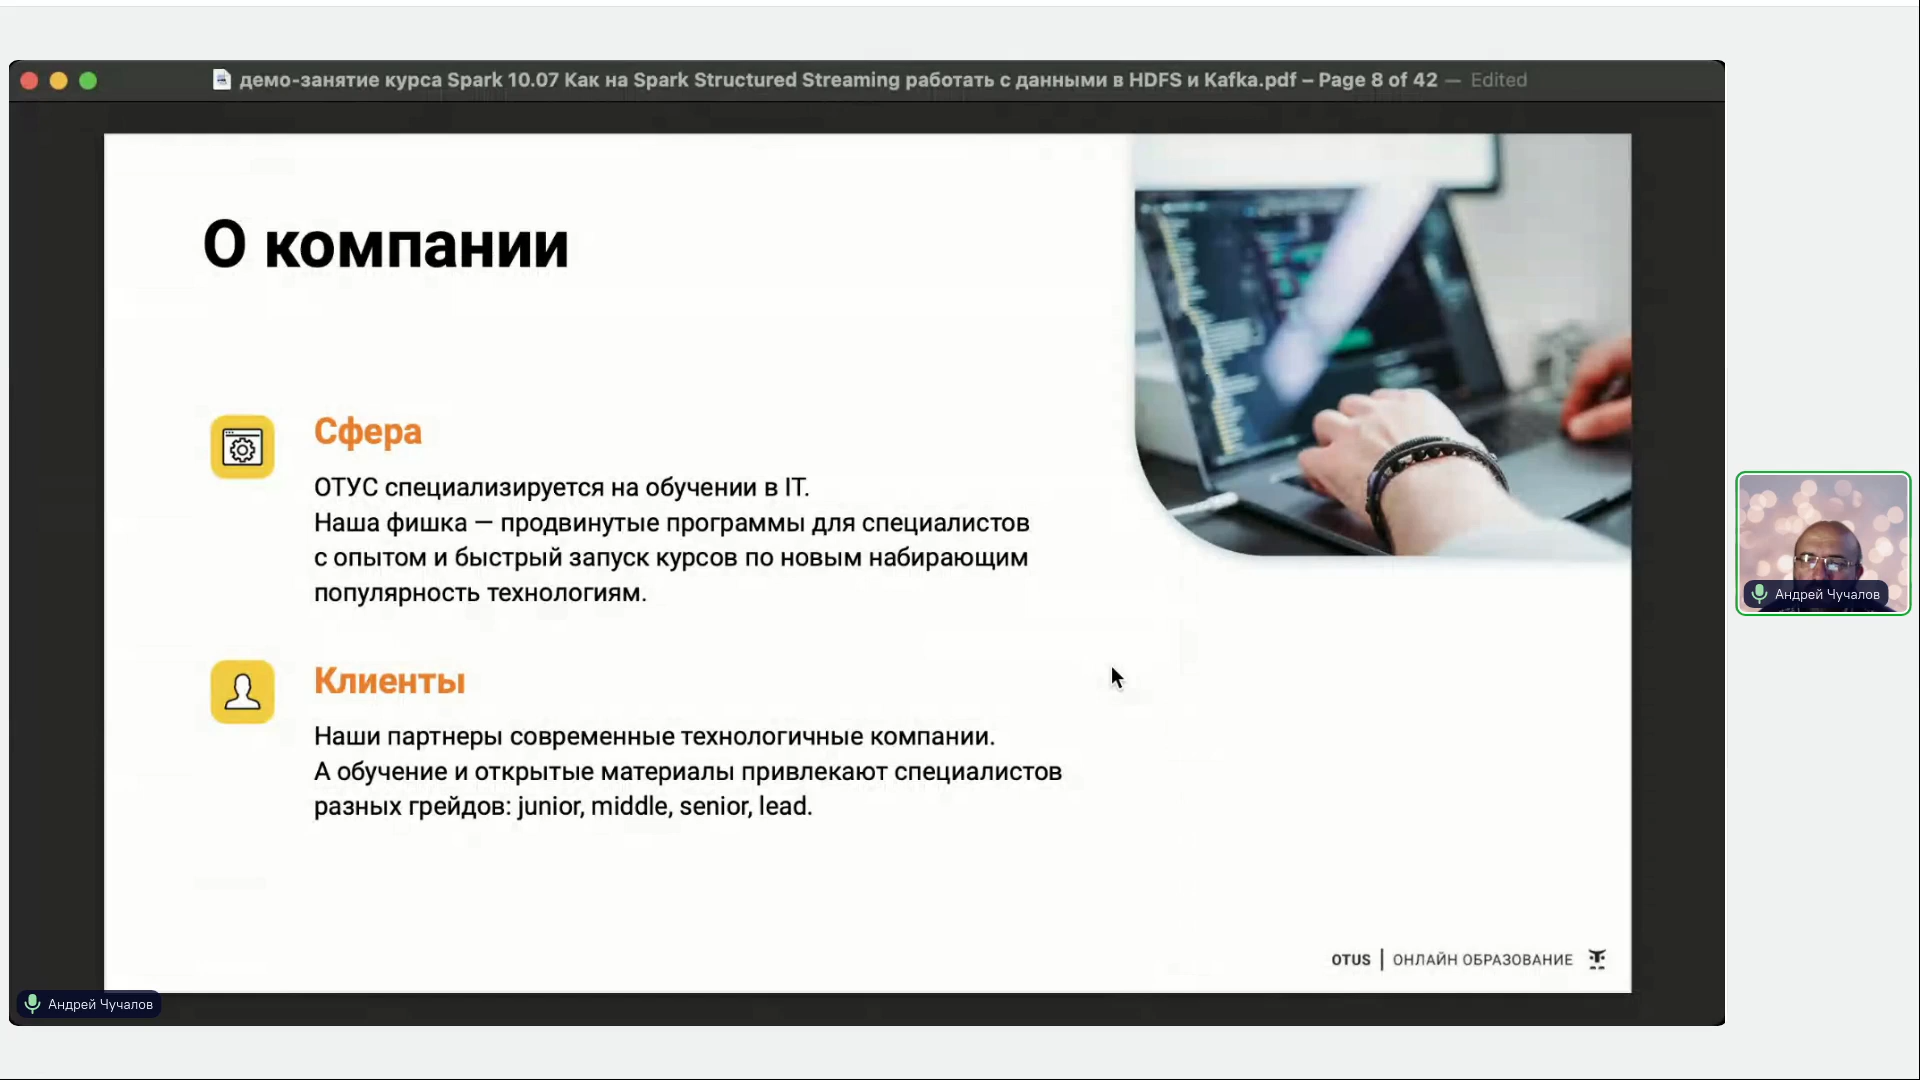 демо-занятие курса Spark 10.07 Как на Spark Structured Streaming работать с данными в HDFS и Kafka.pdf – Page 8 of 42 — Edited
О компании
Сфера
ОТУС специализируется на обучении в IT.
Наша фишка — продвинутые программы для специалистов
с опытом и быстрый запуск курсов по новым набирающим
популярность технологиям.
Клиенты
Наши партнеры современные технологичные компании.
А обучение и открытые материалы привлекают специалистов
разных грейдов: junior, middle, senior, lead.
OTUS | ОНЛАЙН ОБРАЗОВАНИЕ
Андрей Чучалов
Андрей Чучалов